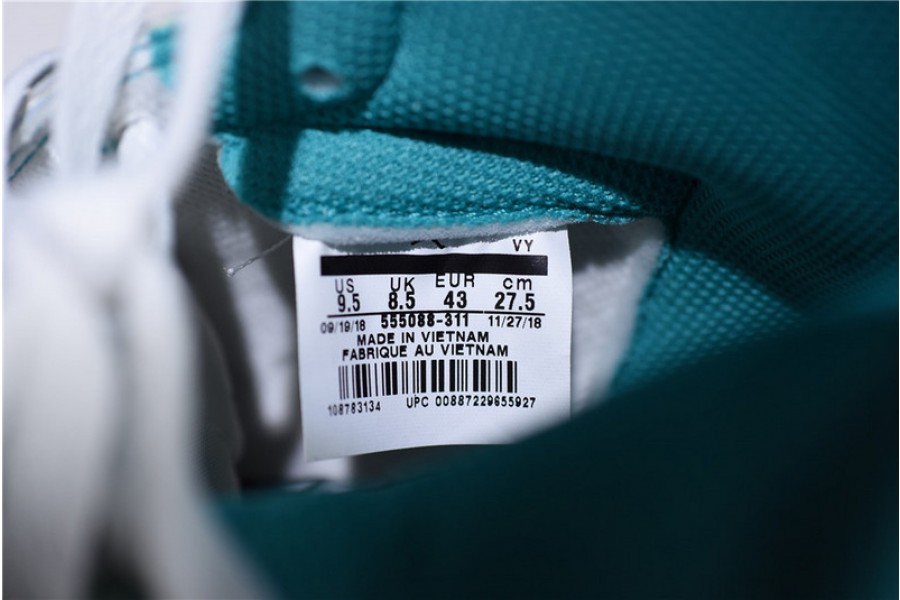 VY
US UK EUR cm
9.5 8.5 43 27.5
09/19/18 555088-311 11/27/18
MADE IN VIETNAM
FABRIQUE AU VIETNAM
108783134 UPC 00887229655927